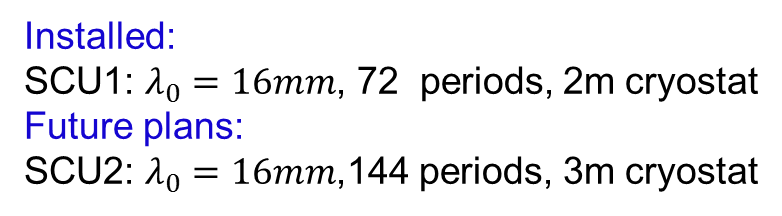 Installed:
SCU1: λ₀ = 16mm, 72 periods, 2m cryostat
Future plans:
SCU2: λ₀ = 16mm,144 periods, 3m cryostat